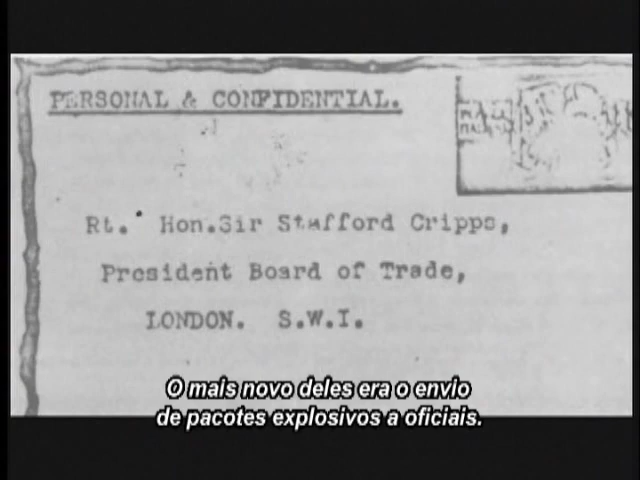 PERSONAL & CONFIDENTIAL.
Rt. Hon.Sir Stafford Cripps,
President Board of Trade,
LONDON. S.W.I.
O mais novo deles era o envio
de pacotes explosivos a oficiais.